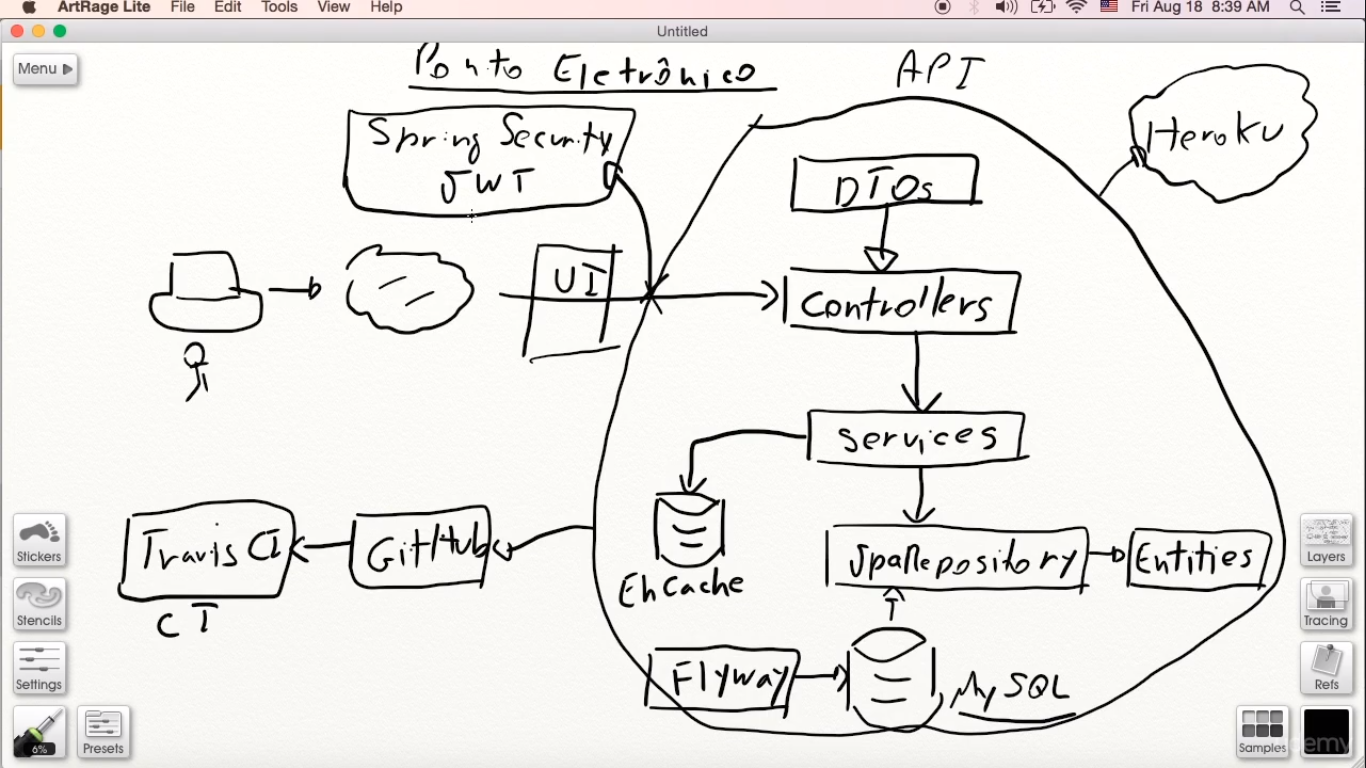 ArtRage Lite File Edit Tools View Help Fri Aug 18 8:39 AM
Untitled
Menu
Ponto Eletrônico
API
Heroku
Spring Security
JWT
DTOs
UI
Controllers
Services
Travis CI
GitHub
JpaRepository
Entities
EhCache
CI
Flyway
MySQL
Stickers
Stencils
Settings
6%
Presets
Layers
Tracing
Refs
Samples
udemy